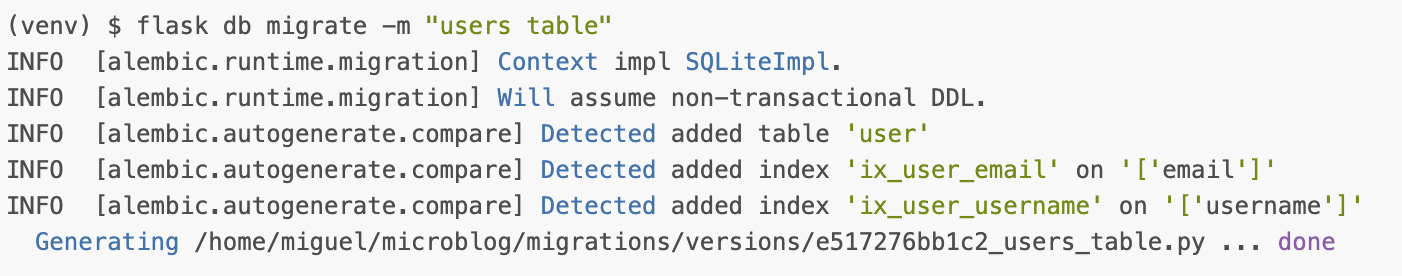 (venv) $ flask db migrate -m "users table"
INFO  [alembic.runtime.migration] Context impl SQLiteImpl.
INFO  [alembic.runtime.migration] Will assume non-transactional DDL.
INFO  [alembic.autogenerate.compare] Detected added table 'user'
INFO  [alembic.autogenerate.compare] Detected added index 'ix_user_email' on '['email']'
INFO  [alembic.autogenerate.compare] Detected added index 'ix_user_username' on '['username']'
  Generating /home/miguel/microblog/migrations/versions/e517276bb1c2_users_table.py ... done